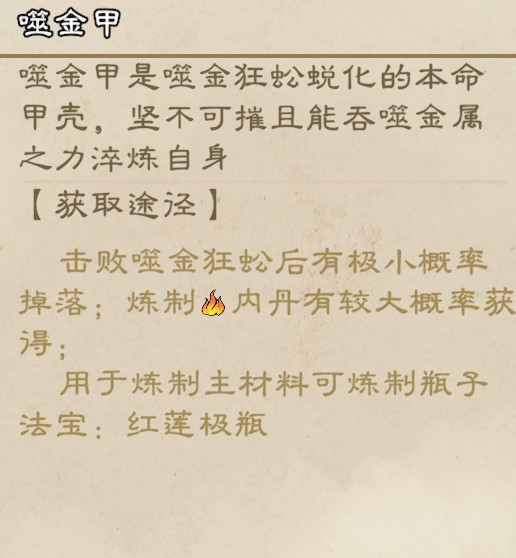 噬金甲
噬金甲是噬金狂蚣蜕化的本命
甲壳，坚不可摧且能吞噬金属
之力淬炼自身
【获取途径】
击败噬金狂蚣后有极小概率
掉落；炼制🔥内丹有较大概率获
得；
用于炼制主材料可炼制瓶子
法宝：红莲极瓶